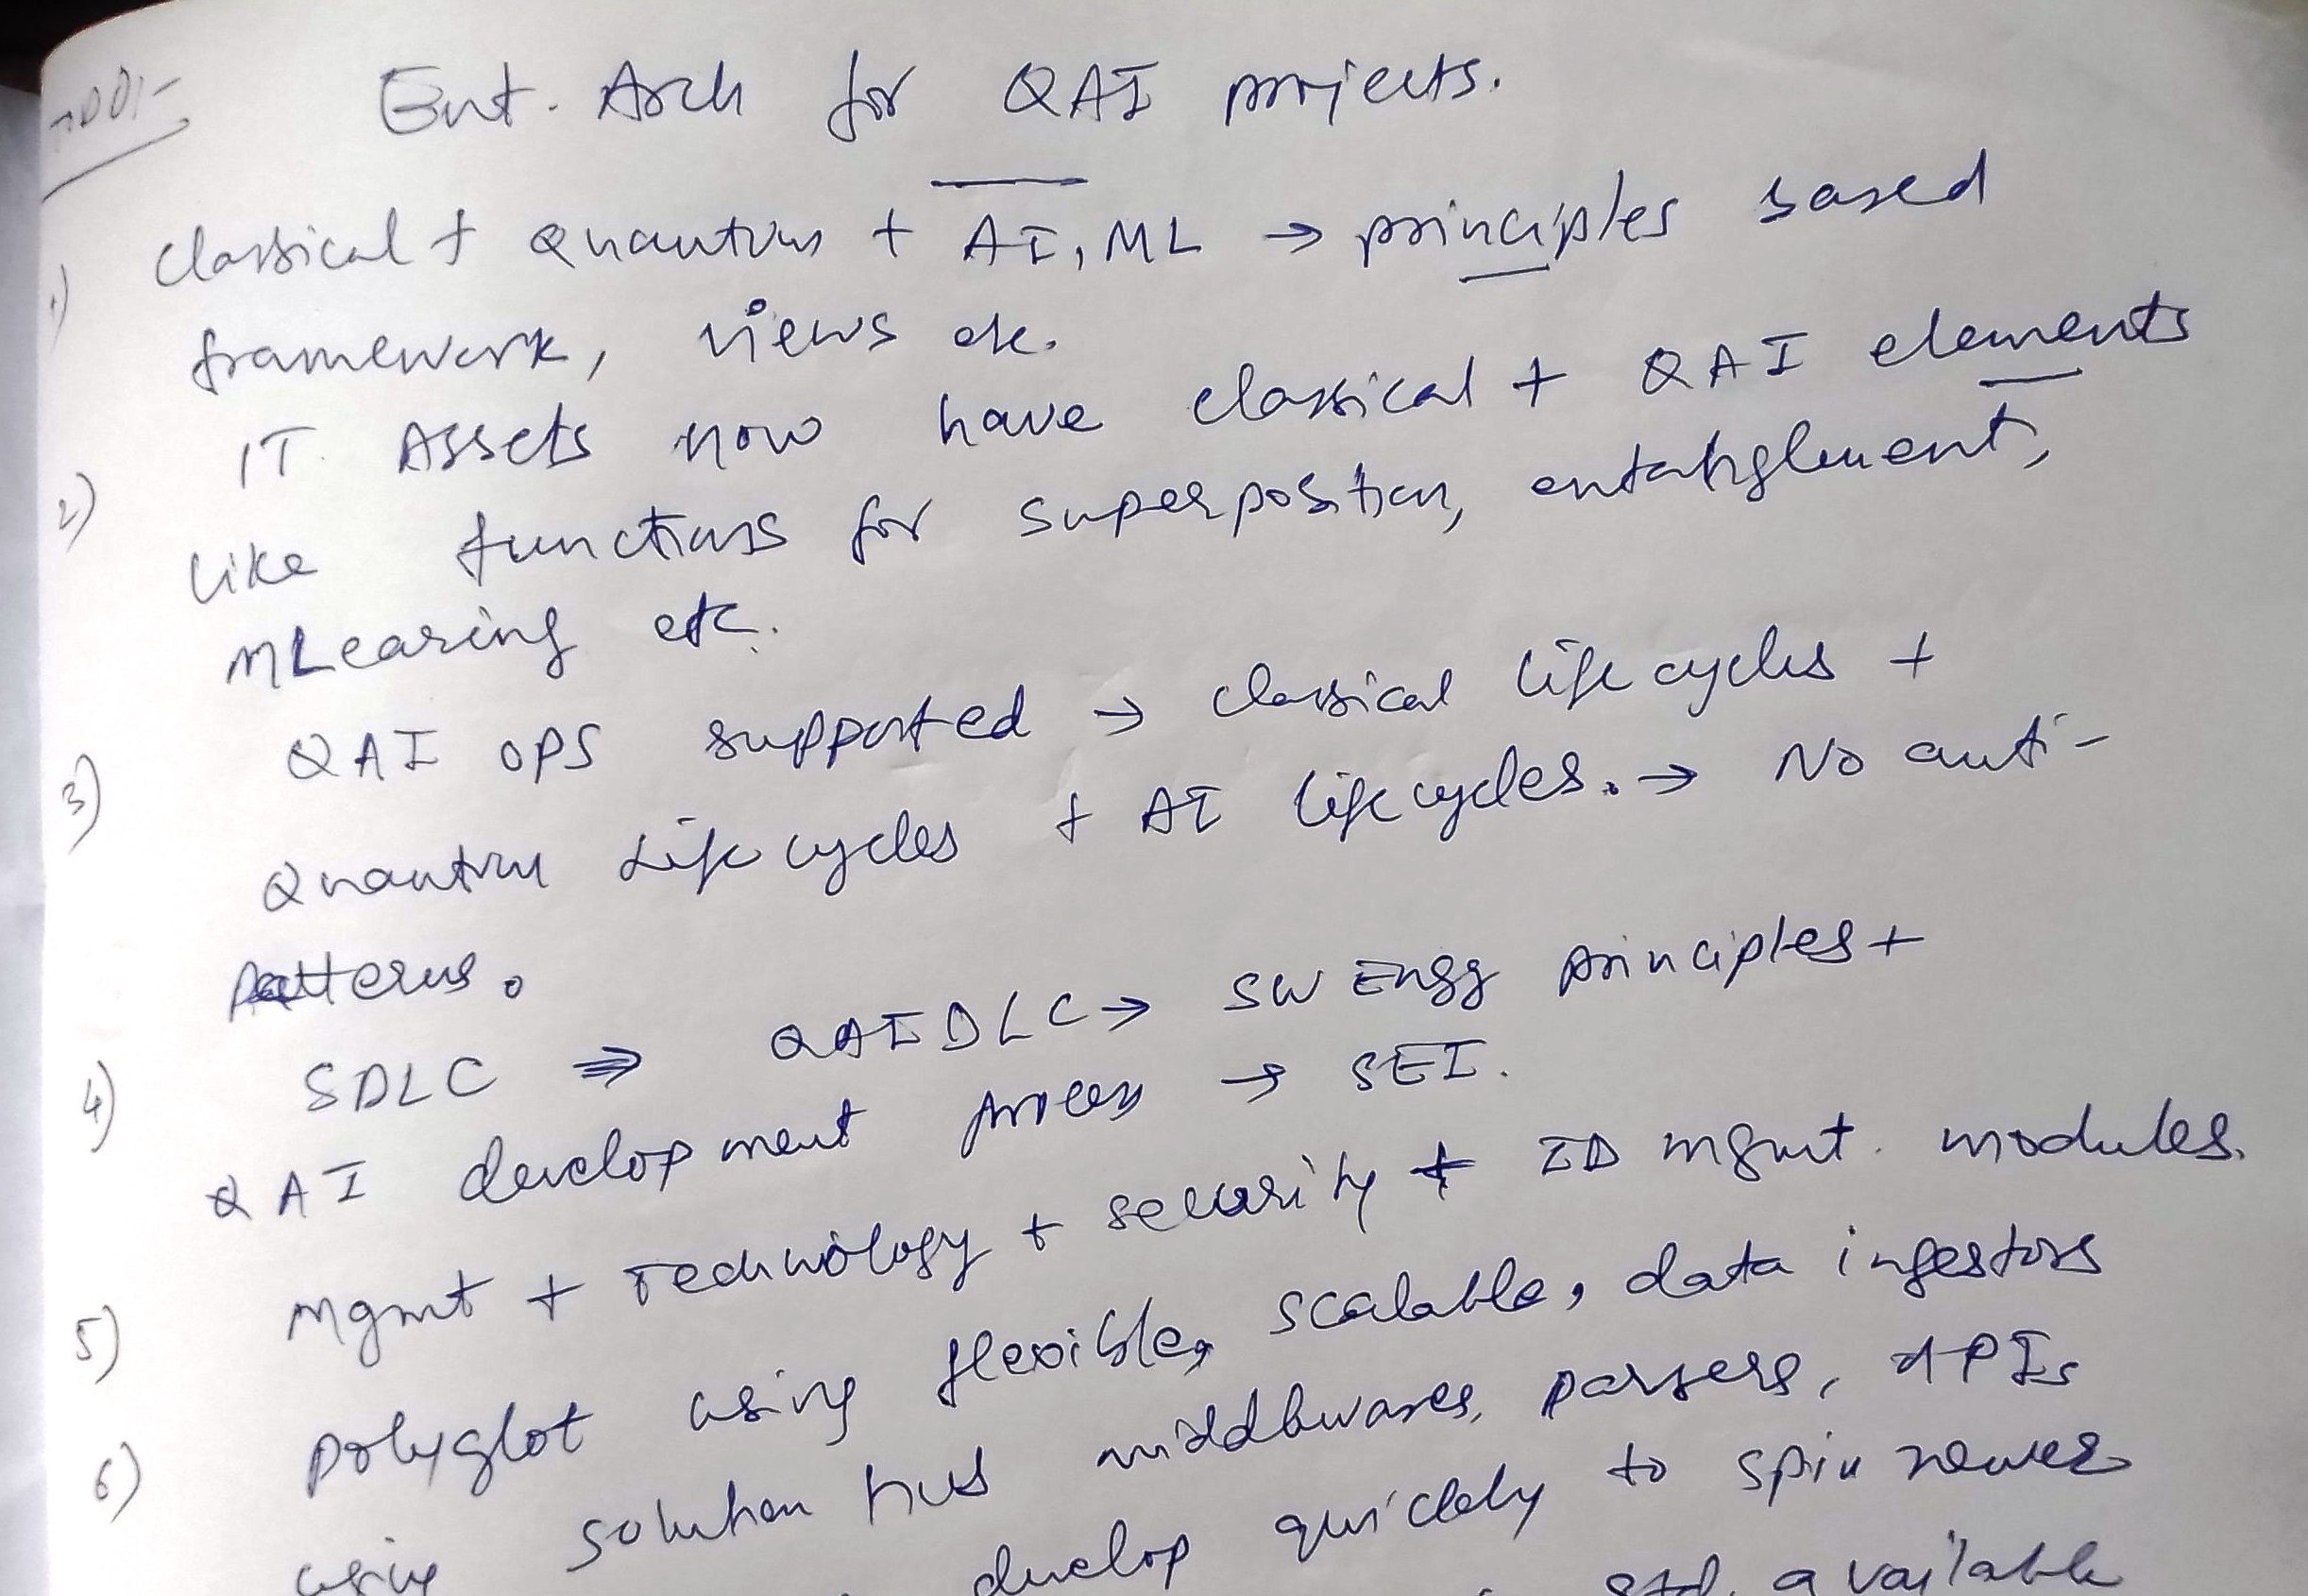 Ent. Arch for QAI projects.
1) Classical + Quantum + AI, ML → principles based
framework, views etc.
2) IT Assets now have classical + QAI elements
like functions for superposition, entanglement,
MLearing etc.
3) QAI OPS supported → classical life cycles +
Quantum Life cycles + AI life cycles. → No anti-
patterns.
4) SDLC ⇒ QAIDLC → SW Engg principles +
QAI development process → SEI.
5) Mgmt + Technology + security + ID mgmt. modules.
6) Polyglot using flexible, scalable, data ingestors
using solution hub middlewares, parsers, APIs
develop quickly to spin newer
std. available